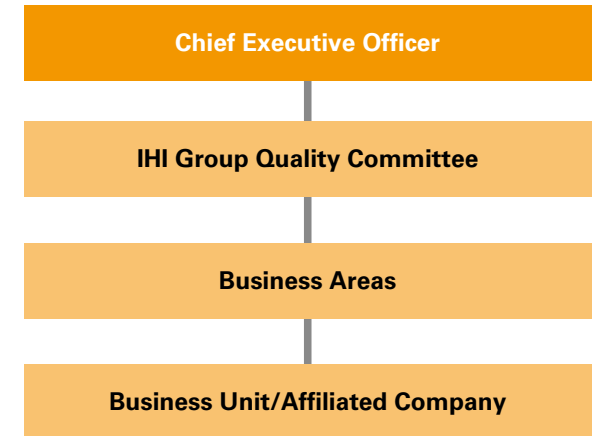 Chief Executive Officer
IHI Group Quality Committee
Business Areas
Business Unit/Affiliated Company